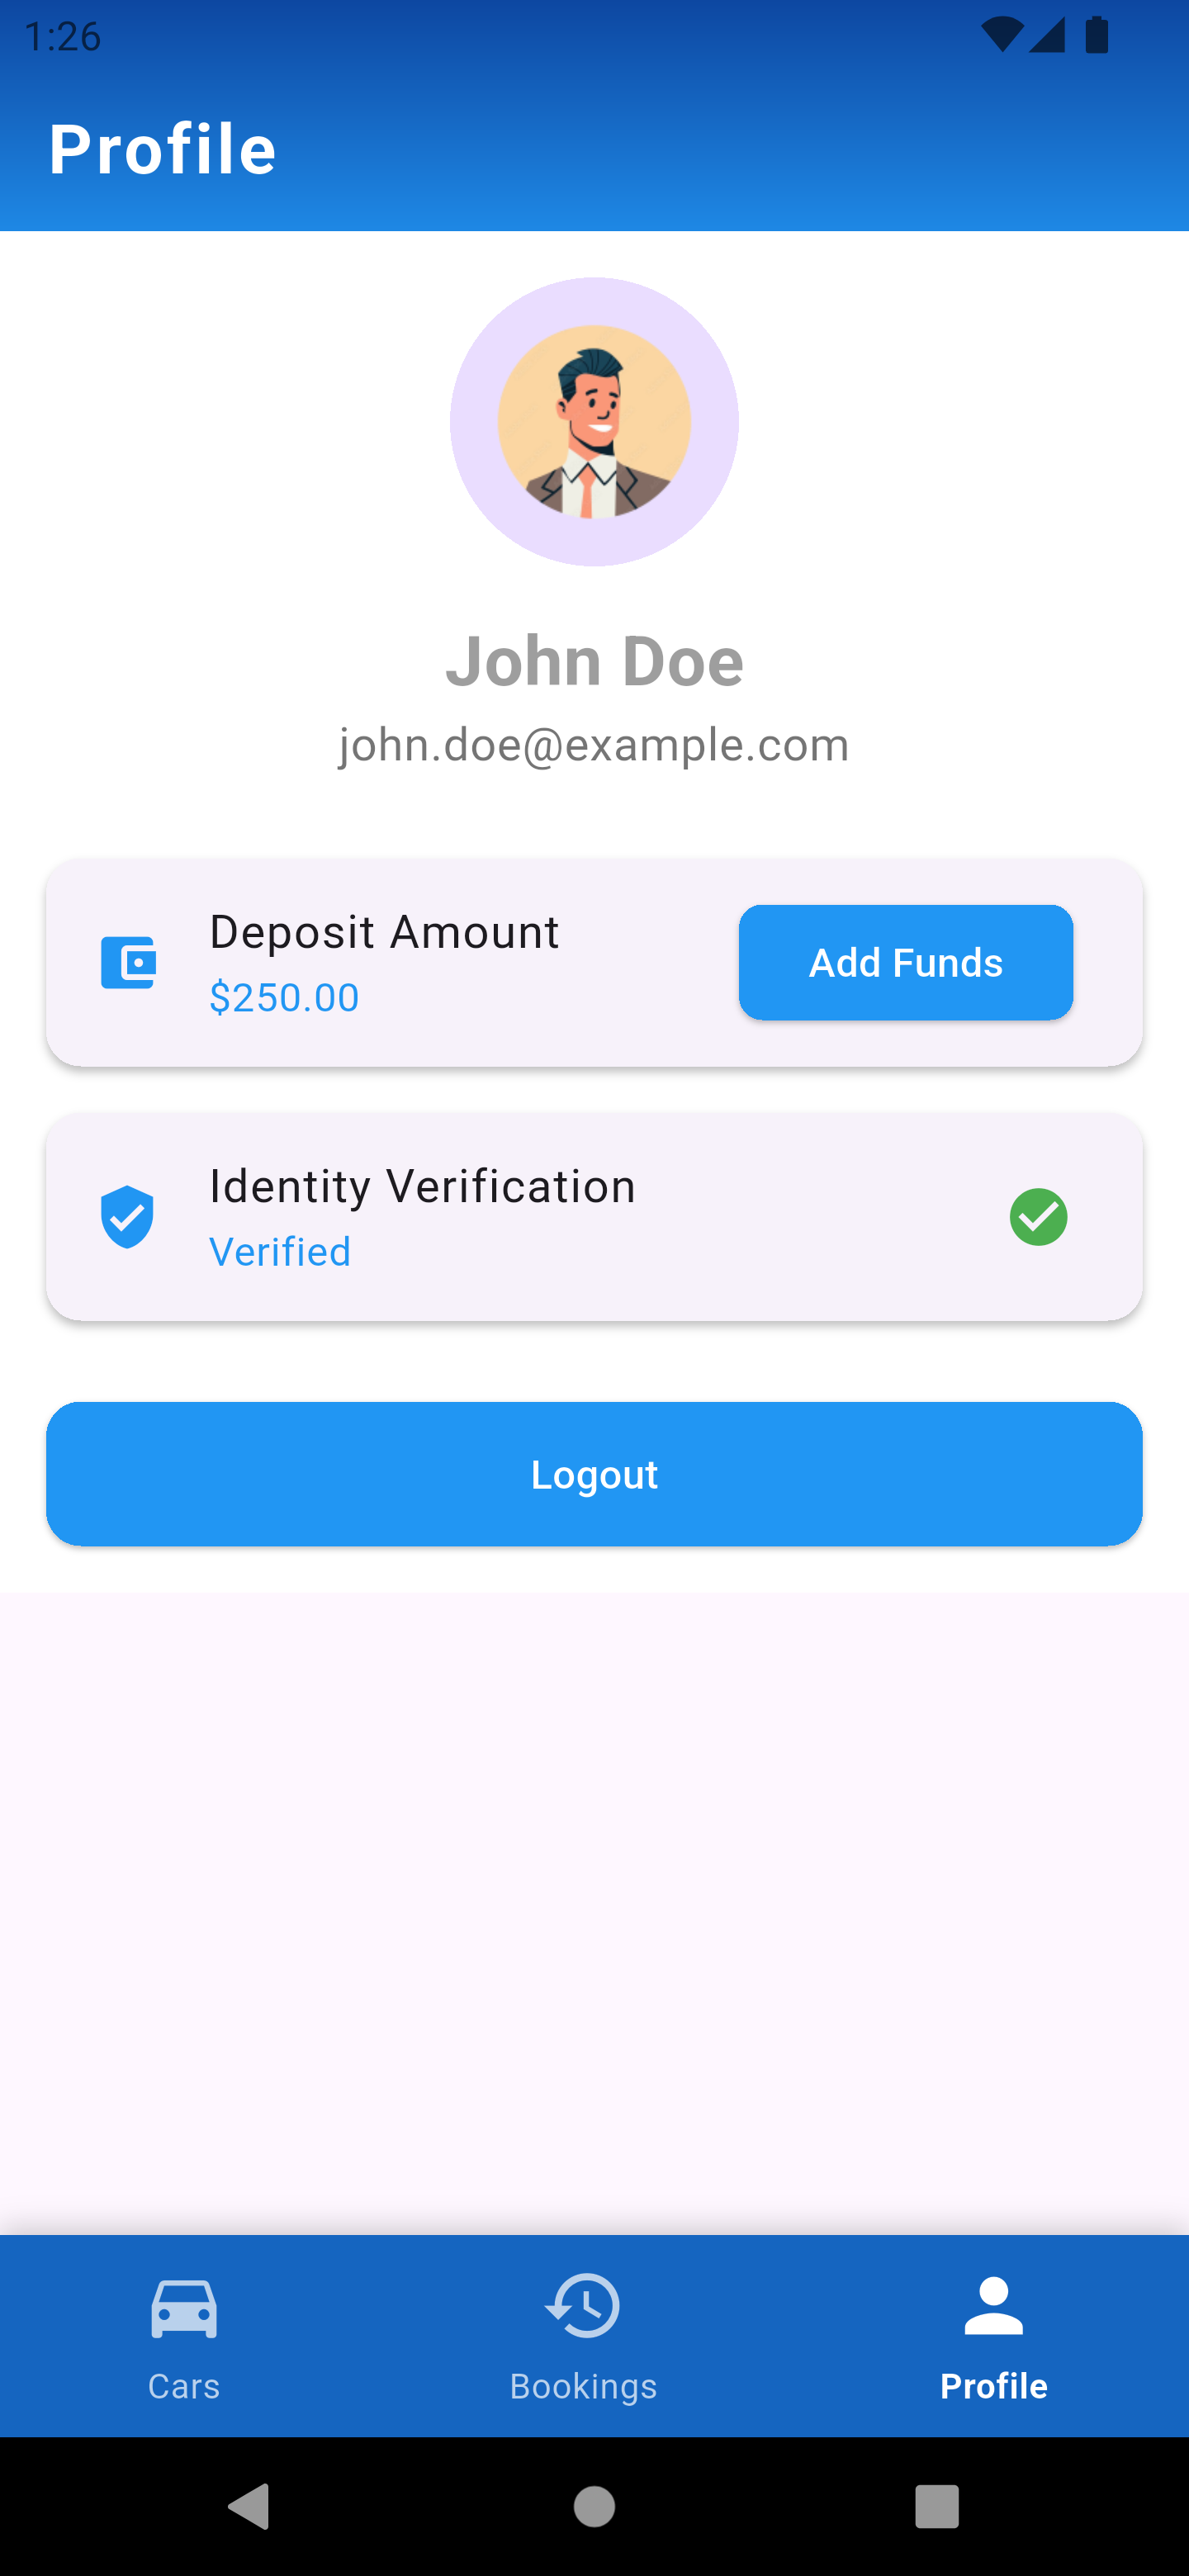 1:26
Profile
John Doe
john.doe@example.com
Deposit Amount
$250.00
Add Funds
Identity Verification
Verified
Logout
Cars
Bookings
Profile